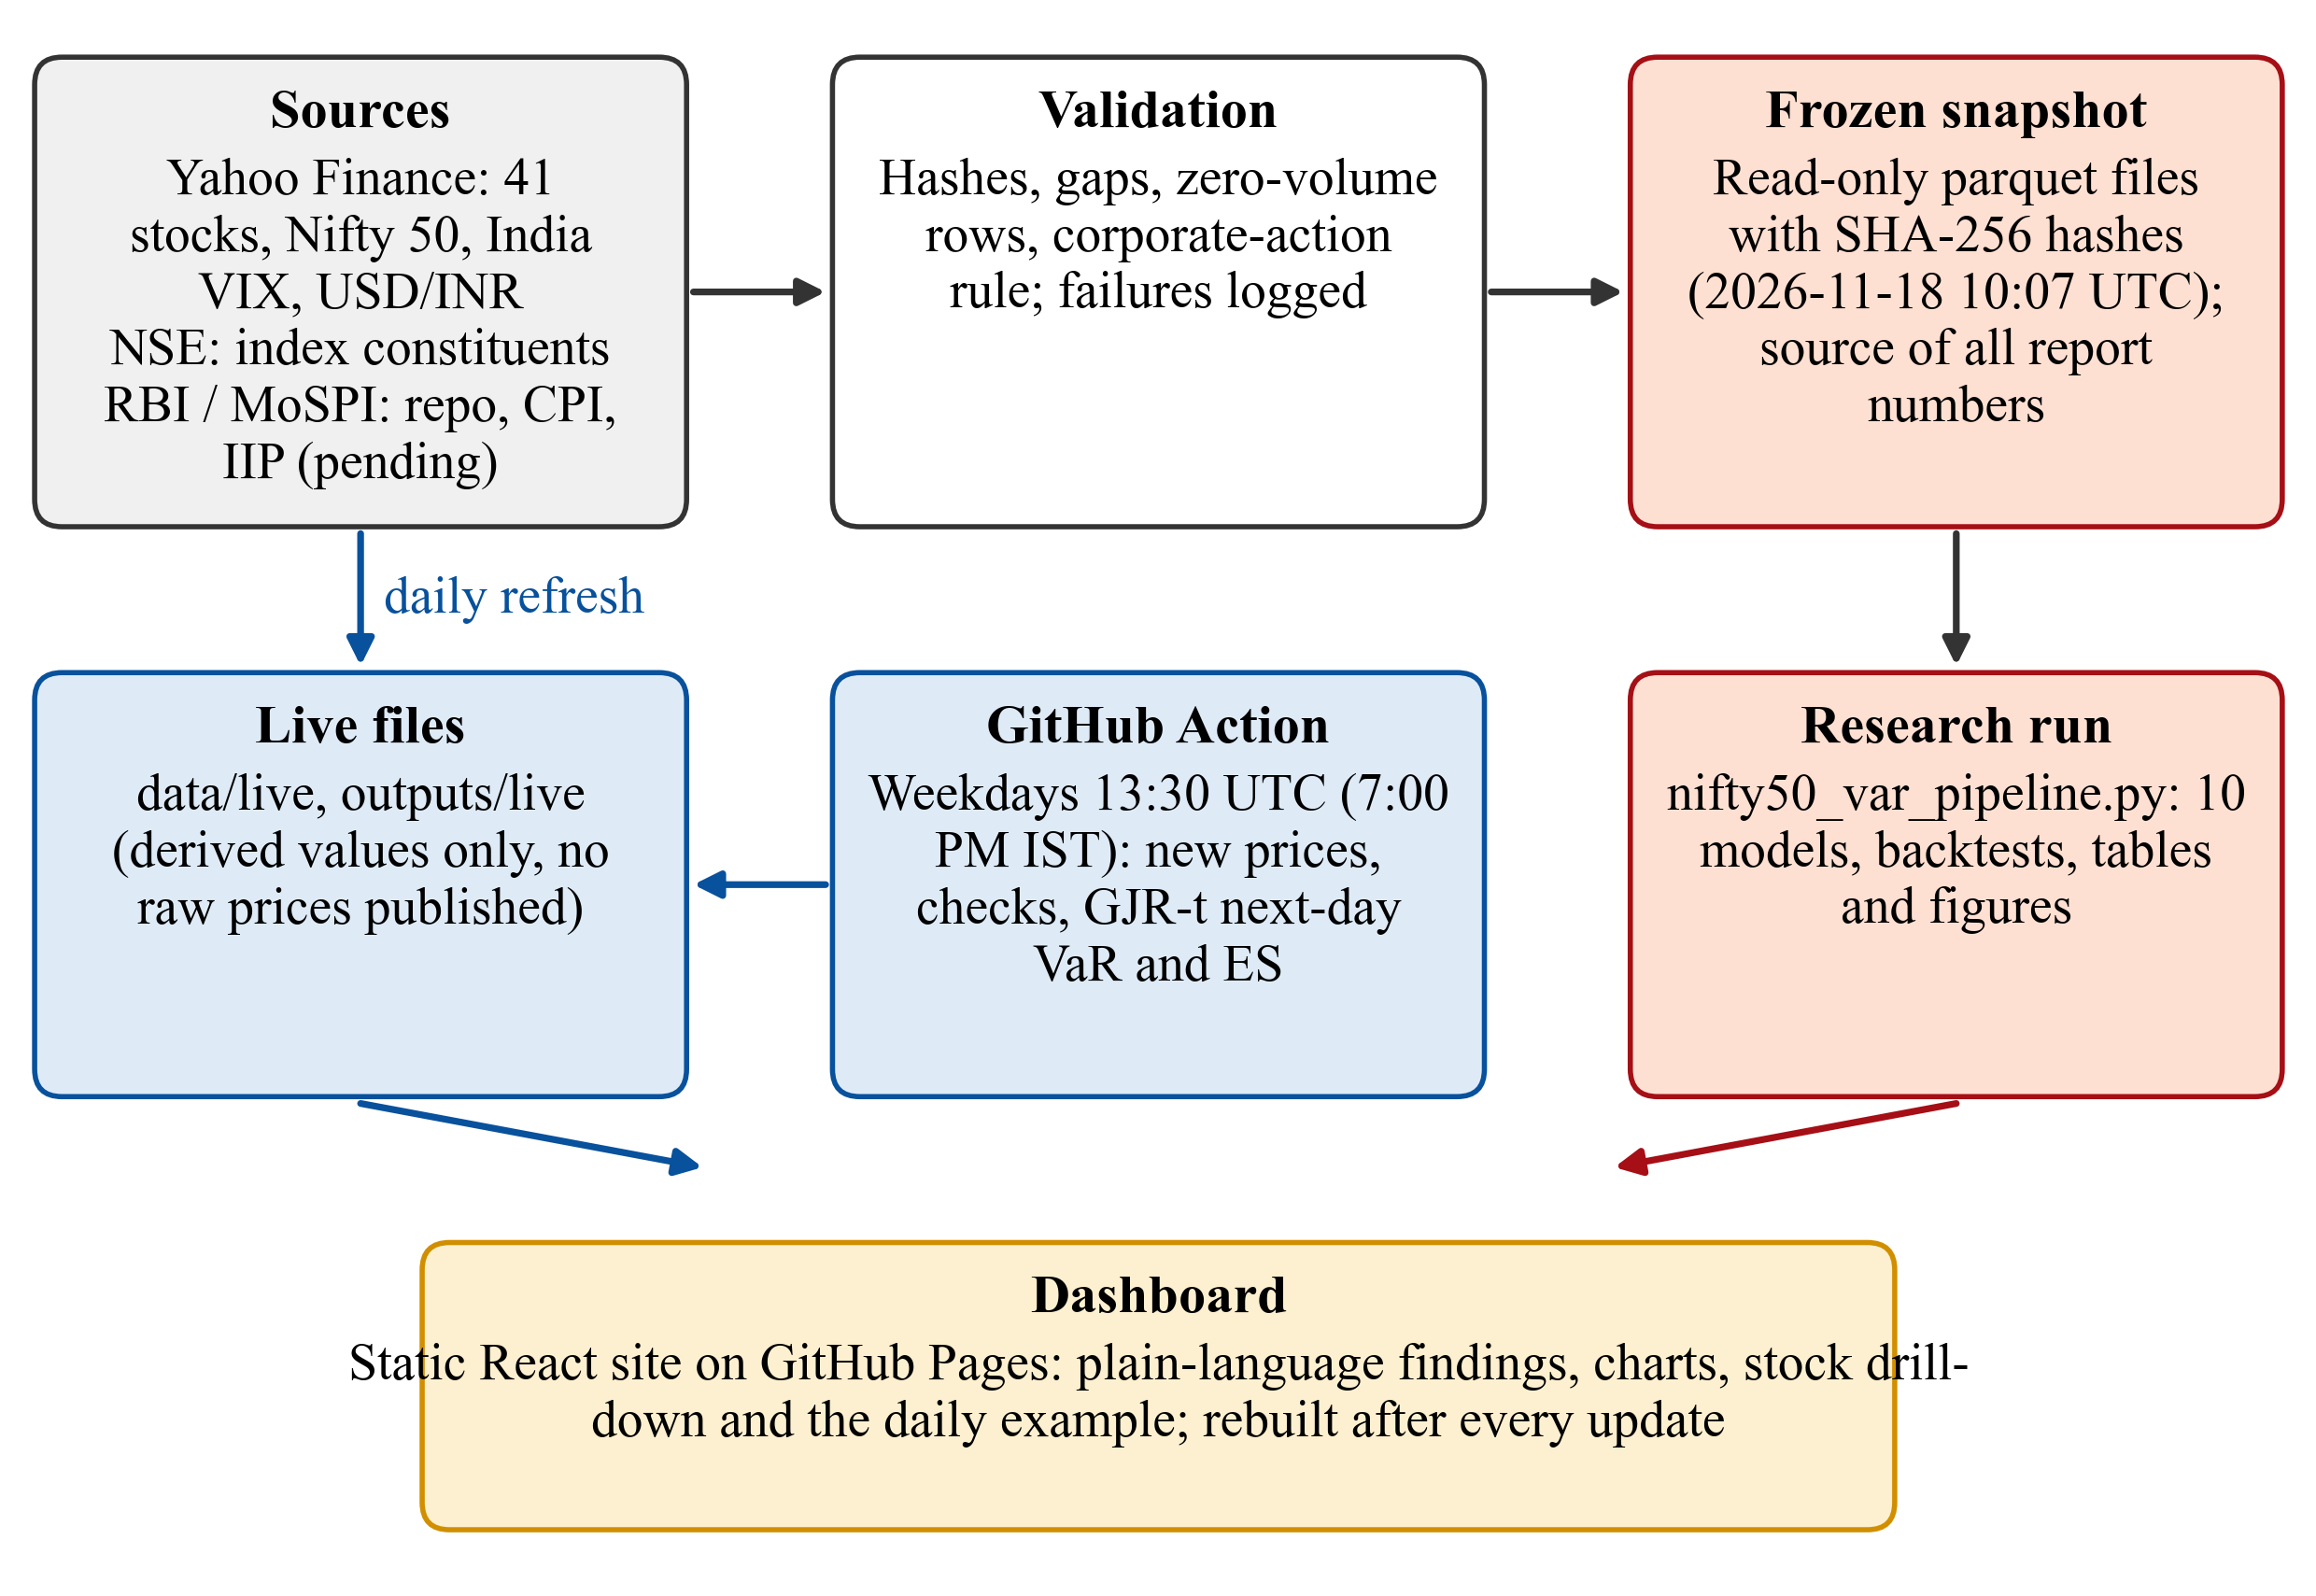 Sources
Yahoo Finance: 41
stocks, Nifty 50, India
VIX, USD/INR
NSE: index constituents
RBI / MoSPI: repo, CPI,
IIP (pending)
Validation
Hashes, gaps, zero-volume
rows, corporate-action
rule; failures logged
Frozen snapshot
Read-only parquet files
with SHA-256 hashes
(2026-11-18 10:07 UTC);
source of all report
numbers
daily refresh
Live files
data/live, outputs/live
(derived values only, no
raw prices published)
GitHub Action
Weekdays 13:30 UTC (7:00
PM IST): new prices,
checks, GJR-t next-day
VaR and ES
Research run
nifty50_var_pipeline.py: 10
models, backtests, tables
and figures
Dashboard
Static React site on GitHub Pages: plain-language findings, charts, stock drill-
down and the daily example; rebuilt after every update